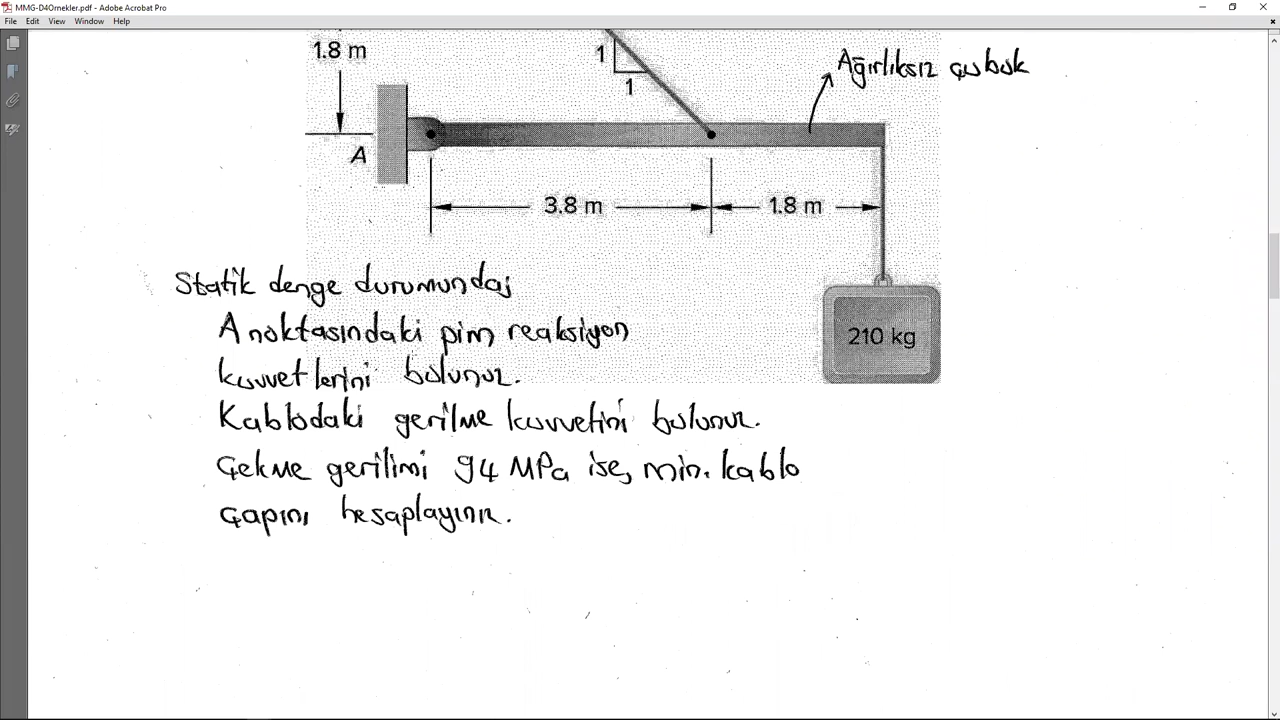 MMG-D4Ornekler.pdf - Adobe Acrobat Pro
File Edit View Window Help
1.8 m
1
1
Ağırlıksız çubuk
A
3.8 m
1.8 m
210 kg
Statik denge durumunda;
A noktasındaki pim reaksiyon
kuvvetlerini bulunuz.
Kablodaki gerilme kuvvetini bulunuz.
Çekme gerilimi 94 MPa ise, min. kablo
çapını hesaplayınız.